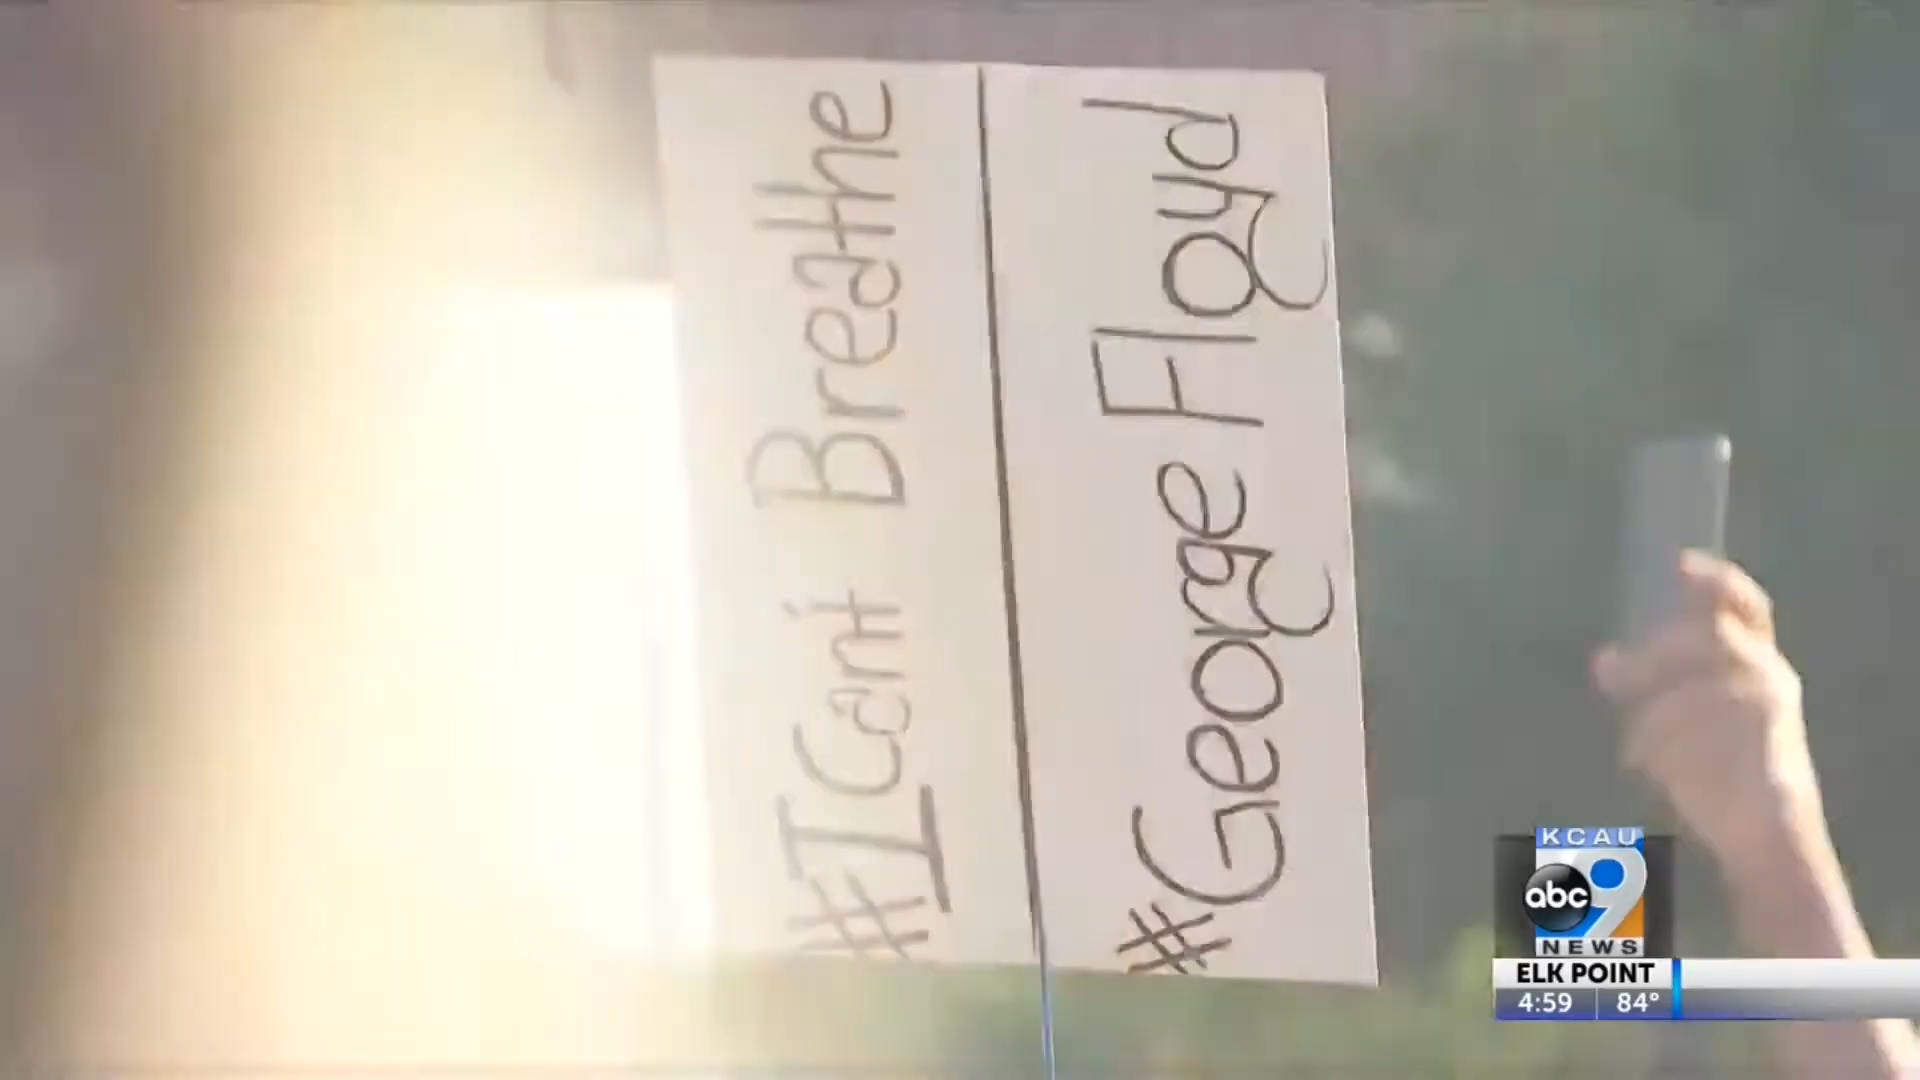 #ICan't Breathe
#George Floyd
KCAU
abc 9
NEWS
ELK POINT
4:59 84°